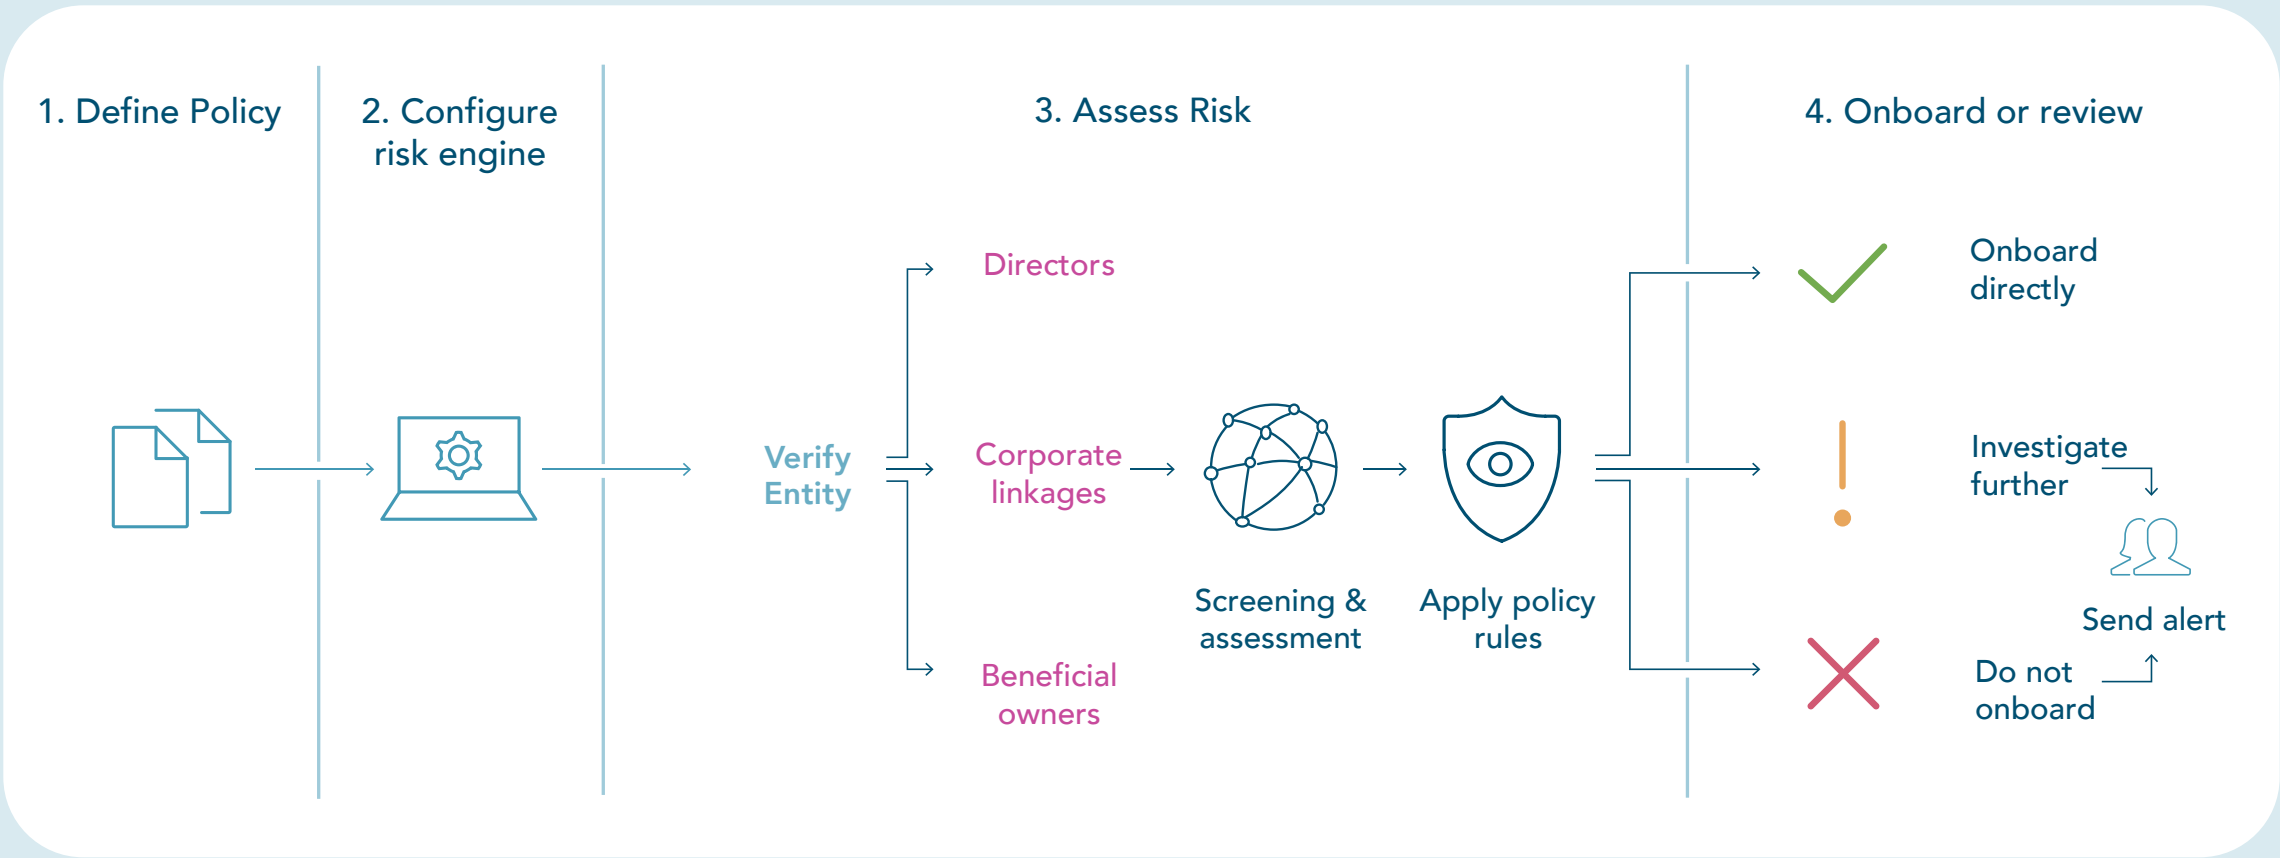 1. Define Policy
2. Configure
risk engine
3. Assess Risk
4. Onboard or review
Verify
Entity
Directors
Corporate
linkages
Beneficial
owners
Screening &
assessment
Apply policy
rules
Onboard
directly
Investigate
further
Send alert
Do not
onboard